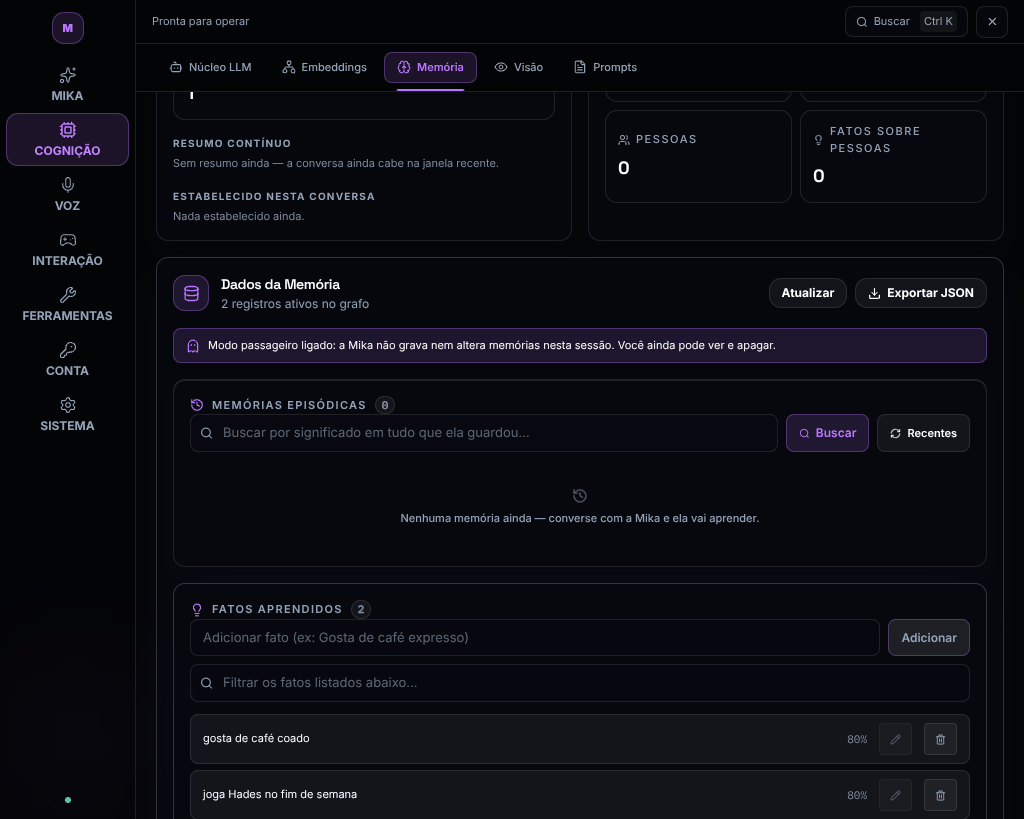 M
MIKA
COGNIÇÃO
VOZ
INTERAÇÃO
FERRAMENTAS
CONTA
SISTEMA
Pronta para operar
Buscar Ctrl K
Núcleo LLM Embeddings Memória Visão Prompts
RESUMO CONTÍNUO
Sem resumo ainda — a conversa ainda cabe na janela recente.
ESTABELECIDO NESTA CONVERSA
Nada estabelecido ainda.
PESSOAS
0
FATOS SOBRE
PESSOAS
0
Dados da Memória
2 registros ativos no grafo
Atualizar Exportar JSON
Modo passageiro ligado: a Mika não grava nem altera memórias nesta sessão. Você ainda pode ver e apagar.
MEMÓRIAS EPISÓDICAS 0
Buscar por significado em tudo que ela guardou...
Buscar Recentes
Nenhuma memória ainda — converse com a Mika e ela vai aprender.
FATOS APRENDIDOS 2
Adicionar fato (ex: Gosta de café expresso)
Adicionar
Filtrar os fatos listados abaixo...
gosta de café coado 80%
joga Hades no fim de semana 80%